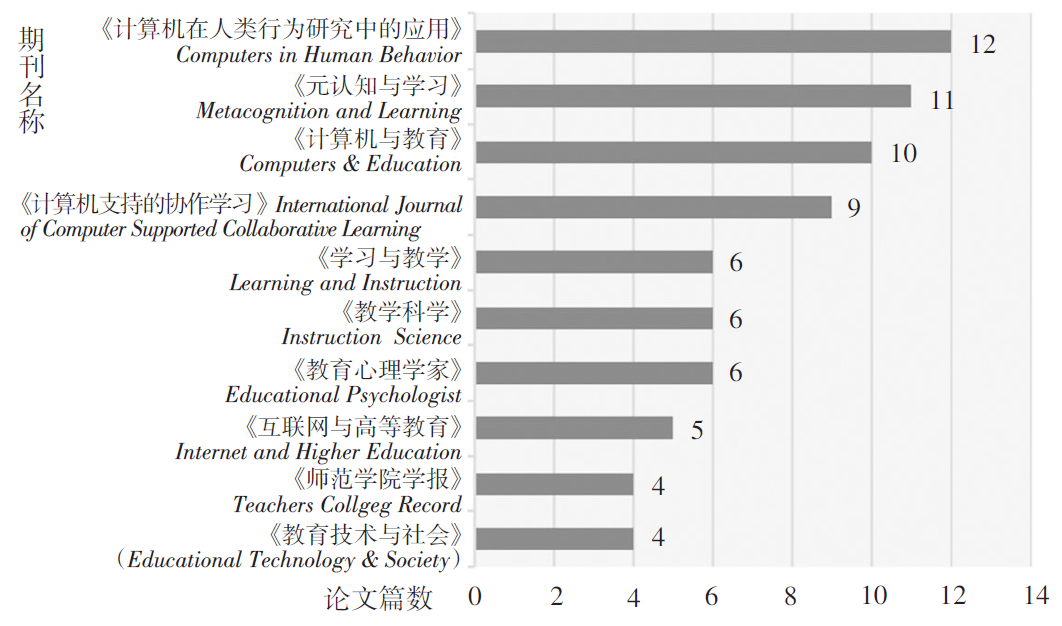 期刊名称
《计算机在人类行为研究中的应用》
Computers in Human Behavior
12
《元认知与学习》
Metacognition and Learning
11
《计算机与教育》
Computers & Education
10
《计算机支持的协作学习》International Journal
of Computer Supported Collaborative Learning
9
《学习与教学》
Learning and Instruction
6
《教学科学》
Instruction Science
6
《教育心理学家》
Educational Psychologist
6
《互联网与高等教育》
Internet and Higher Education
5
《师范学院学报》
Teachers Collgeg Record
4
《教育技术与社会》
（Educational Technology & Society）
4
论文篇数 0 2 4 6 8 10 12 14